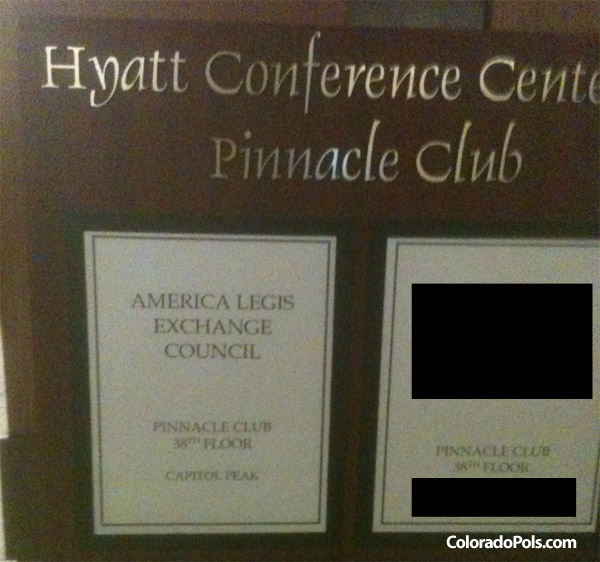 Hyatt Conference Cente
Pinnacle Club
AMERICA LEGIS
EXCHANGE
COUNCIL
PINNACLE CLUB
38TH FLOOR
CAPITOL PEAK
PINNACLE CLUB
38TH FLOOR
ColoradoPols.com